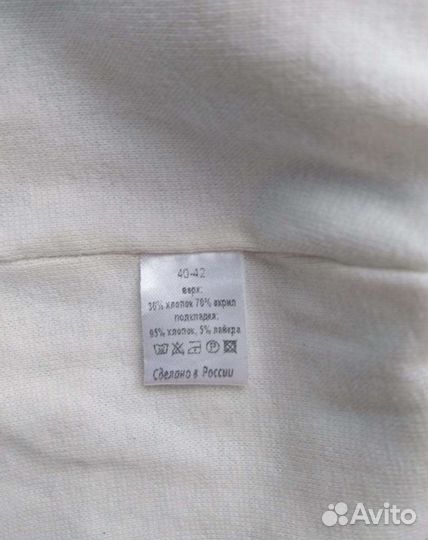 40-42
верх:
30% хлопок 70% акрил
подкладка:
95% хлопок, 5% лайкра
Сделано в России
Avito